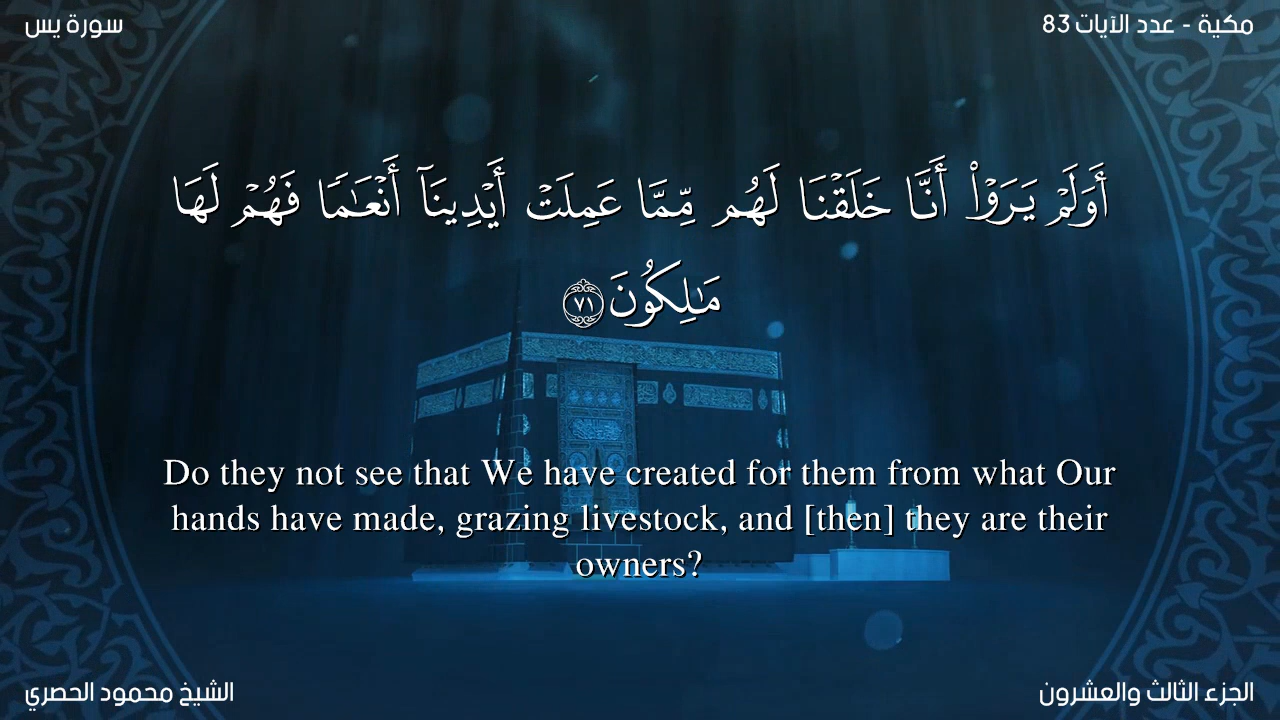 مكية - عدد الآيات 83
سورة يس
أَوَلَمْ يَرَوْا۟ أَنَّا خَلَقْنَا لَهُم مِّمَّا عَمِلَتْ أَيْدِينَآ أَنْعَـٰمًا فَهُمْ لَهَا
مَـٰلِكُونَ ٧١
Do they not see that We have created for them from what Our
hands have made, grazing livestock, and [then] they are their
owners?
الجزء الثالث والعشرون
الشيخ محمود الحصري